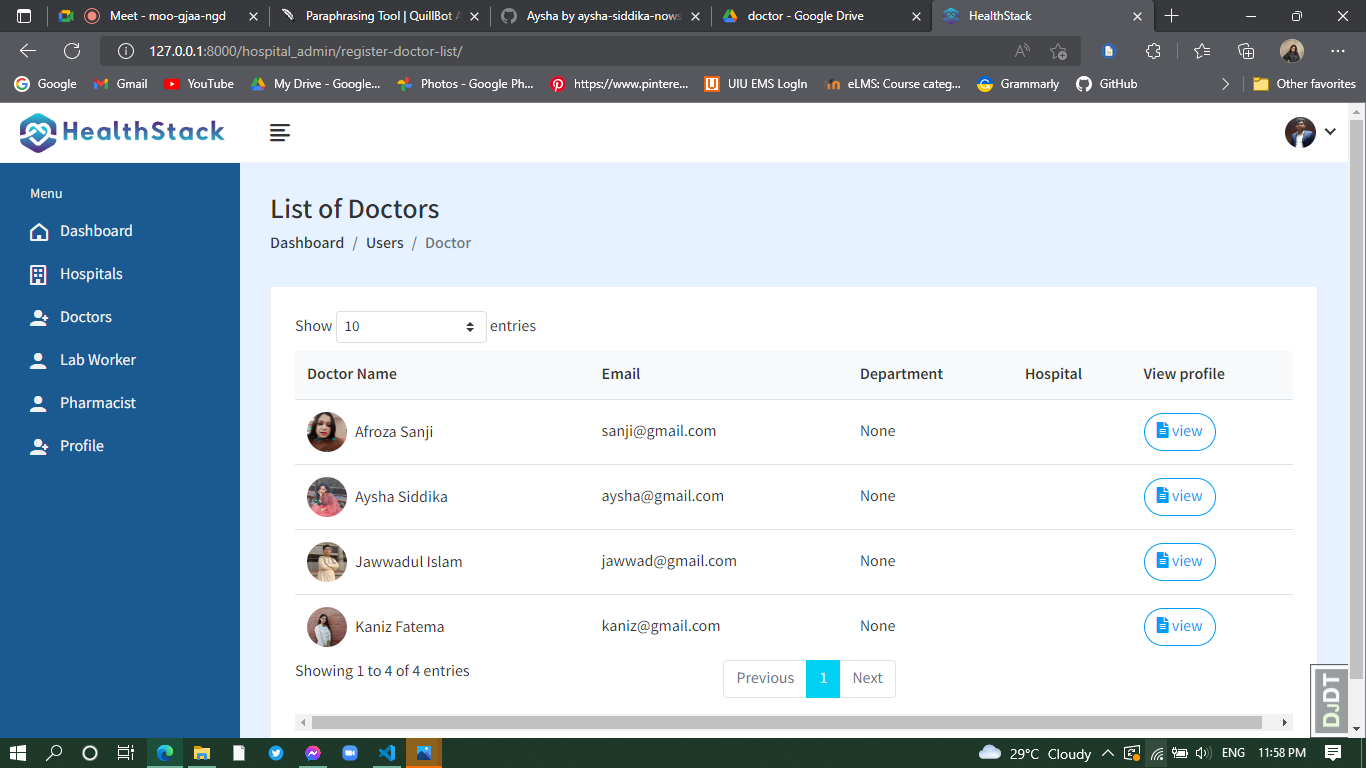 Meet - moo-gjaa-ngd
Paraphrasing Tool | QuillBot A
Aysha by aysha-siddika-nows
doctor - Google Drive
HealthStack
127.0.0.1:8000/hospital_admin/register-doctor-list/
Google
Gmail
YouTube
My Drive - Google...
Photos - Google Ph...
https://www.pintere...
UIU EMS LogIn
eLMS: Course categ...
Grammarly
GitHub
Other favorites
HealthStack
Menu
Dashboard
Hospitals
Doctors
Lab Worker
Pharmacist
Profile
List of Doctors
Dashboard / Users / Doctor
Show 10 entries
Doctor Name Email Department Hospital View profile
Afroza Sanji sanji@gmail.com None view
Aysha Siddika aysha@gmail.com None view
Jawwadul Islam jawwad@gmail.com None view
Kaniz Fatema kaniz@gmail.com None view
Showing 1 to 4 of 4 entries
Previous 1 Next
DJDT
29°C Cloudy
ENG
11:58 PM